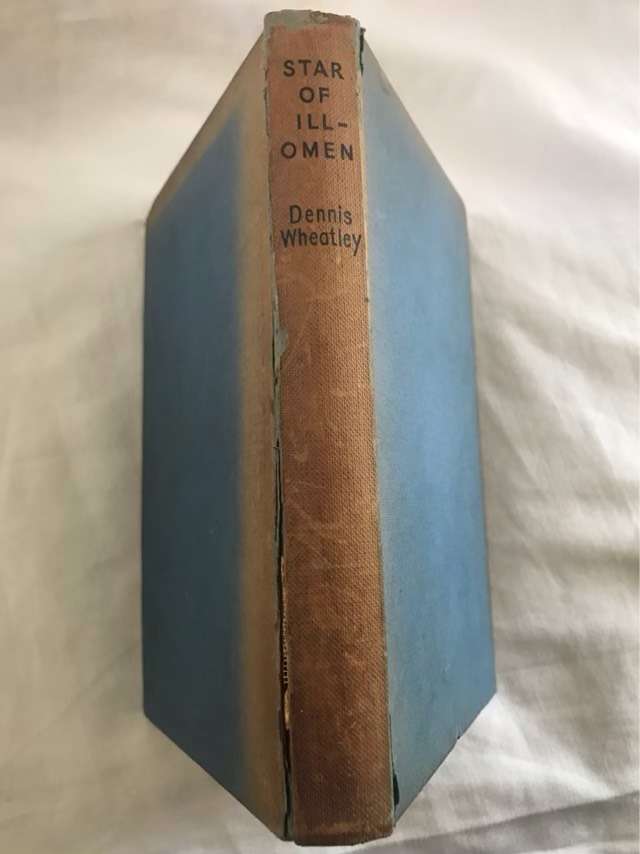 STAR
OF
ILL-
OMEN
Dennis
Wheatley